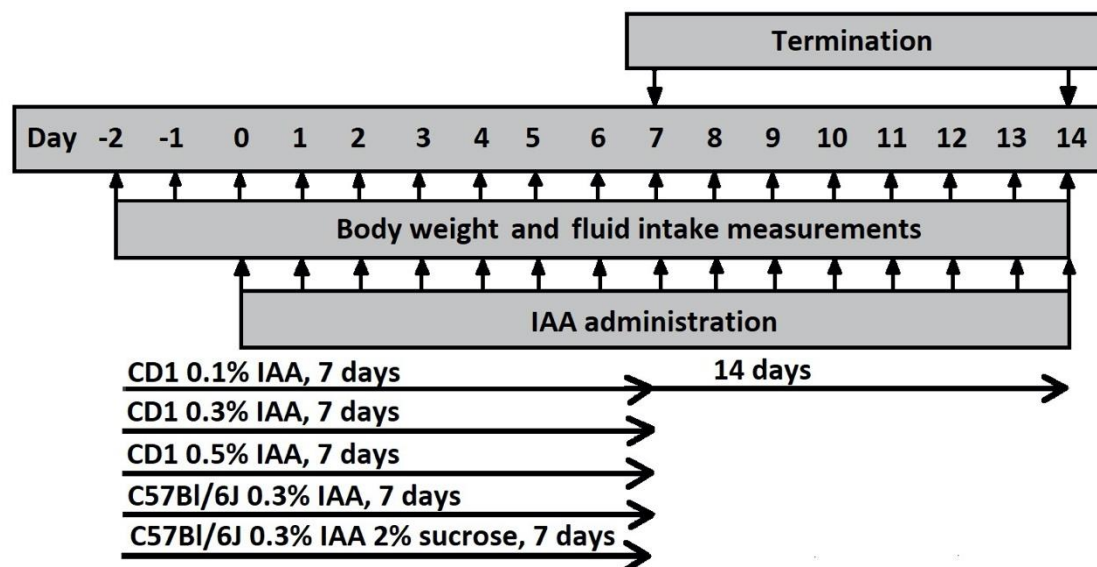 Termination
Day -2 -1 0 1 2 3 4 5 6 7 8 9 10 11 12 13 14
Body weight and fluid intake measurements
IAA administration
CD1 0.1% IAA, 7 days 14 days
CD1 0.3% IAA, 7 days
CD1 0.5% IAA, 7 days
C57Bl/6J 0.3% IAA, 7 days
C57Bl/6J 0.3% IAA 2% sucrose, 7 days